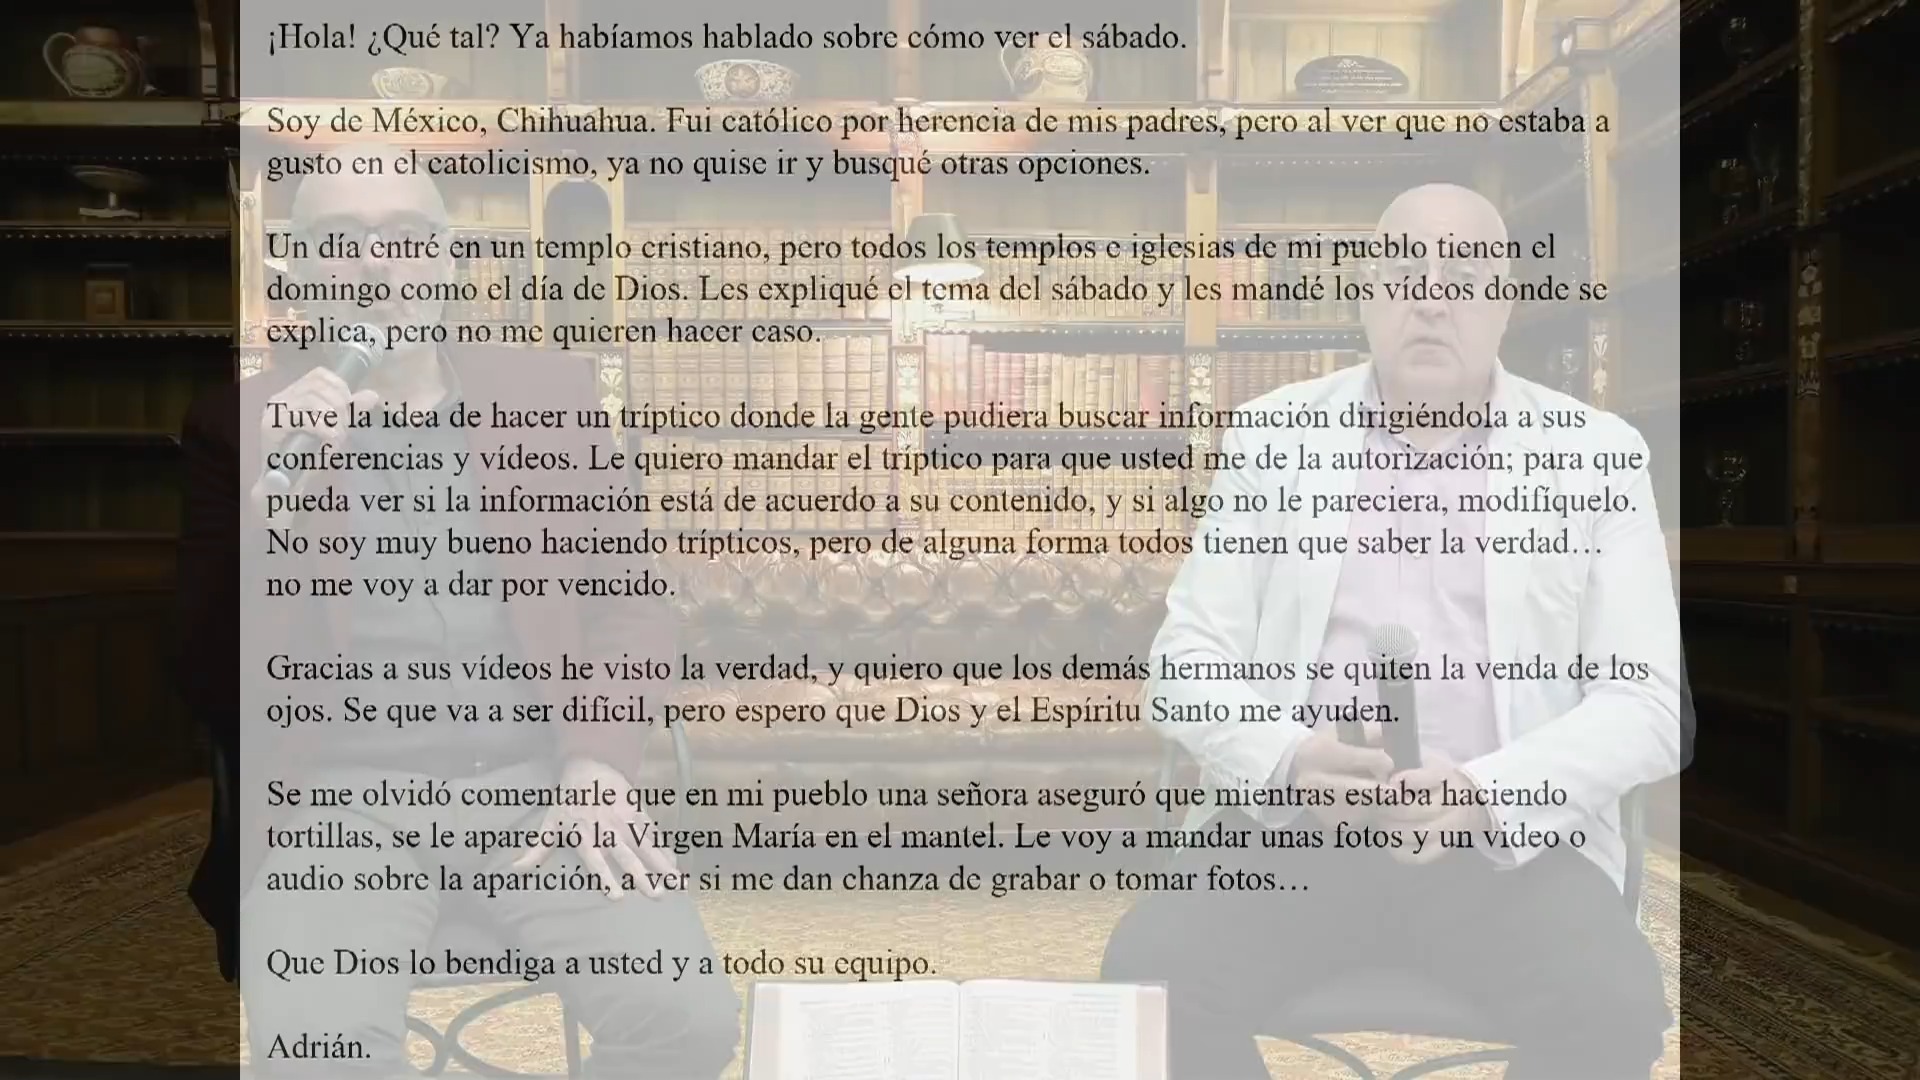 ¡Hola! ¿Qué tal? Ya habíamos hablado sobre cómo ver el sábado.
Soy de México, Chihuahua. Fui católico por herencia de mis padres, pero al ver que no estaba a
gusto en el catolicismo, ya no quise ir y busqué otras opciones.
Un día entré en un templo cristiano, pero todos los templos e iglesias de mi pueblo tienen el
domingo como el día de Dios. Les expliqué el tema del sábado y les mandé los vídeos donde se
explica, pero no me quieren hacer caso.
Tuve la idea de hacer un tríptico donde la gente pudiera buscar información dirigiéndola a sus
conferencias y vídeos. Le quiero mandar el tríptico para que usted me de la autorización; para que
pueda ver si la información está de acuerdo a su contenido, y si algo no le pareciera, modifíquelo.
No soy muy bueno haciendo trípticos, pero de alguna forma todos tienen que saber la verdad…
no me voy a dar por vencido.
Gracias a sus vídeos he visto la verdad, y quiero que los demás hermanos se quiten la venda de los
ojos. Se que va a ser difícil, pero espero que Dios y el Espíritu Santo me ayuden.
Se me olvidó comentarle que en mi pueblo una señora aseguró que mientras estaba haciendo
tortillas, se le apareció la Virgen María en el mantel. Le voy a mandar unas fotos y un video o
audio sobre la aparición, a ver si me dan chanza de grabar o tomar fotos…
Que Dios lo bendiga a usted y a todo su equipo.
Adrián.